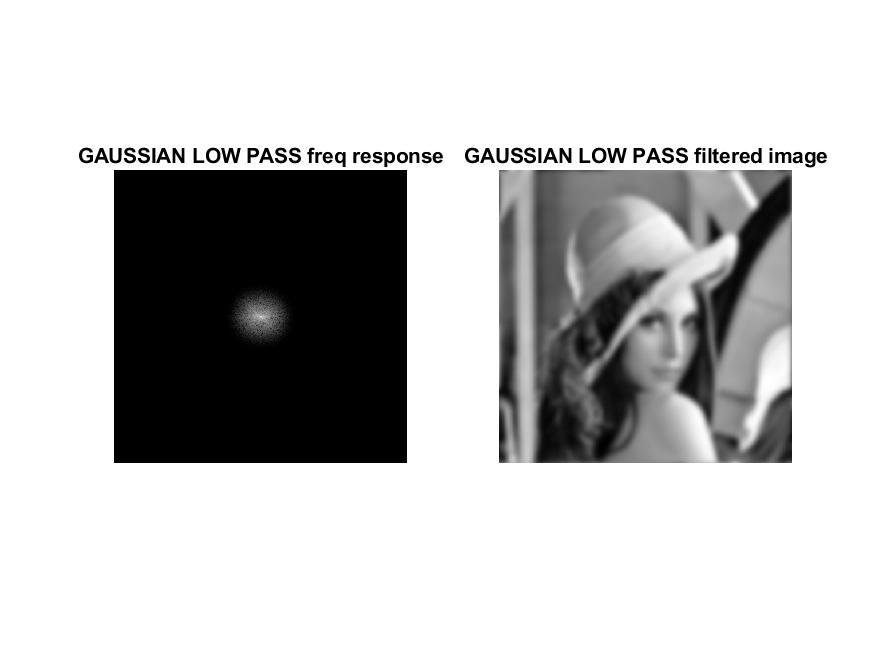 GAUSSIAN LOW PASS freq response
GAUSSIAN LOW PASS filtered image